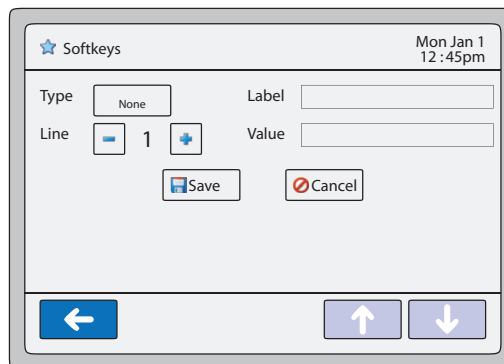 Softkeys
Mon Jan 1
12 :45pm
Type None Label
Line 1 Value
Save Cancel